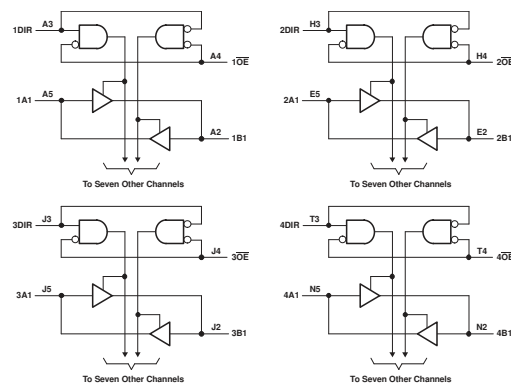 1DIR A3
A4 1OE
1A1 A5
A2 1B1
To Seven Other Channels
2DIR H3
H4 2OE
2A1 E5
E2 2B1
To Seven Other Channels
3DIR J3
J4 3OE
3A1 J5
J2 3B1
To Seven Other Channels
4DIR T3
T4 4OE
4A1 N5
N2 4B1
To Seven Other Channels